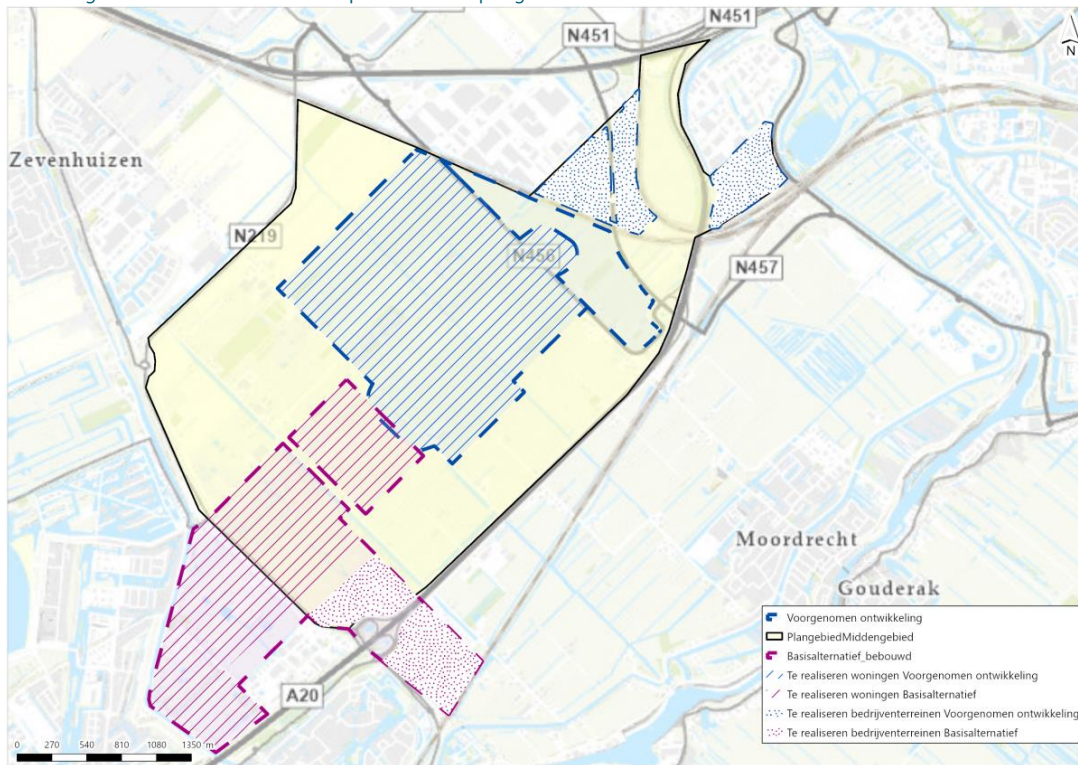 N451
N451
Zevenhuizen
N219
N456
N457
Moordrecht
Gouderak
A20
N
Voorgenomen ontwikkeling
PlangebiedMiddengebied
Basisalternatief_bebouwd
Te realiseren woningen Voorgenomen ontwikkeling
Te realiseren woningen Basisalternatief
Te realiseren bedrijventerreinen Voorgenomen ontwikkeling
Te realiseren bedrijventerreinen Basisalternatief
0 270 540 810 1080 1350 m